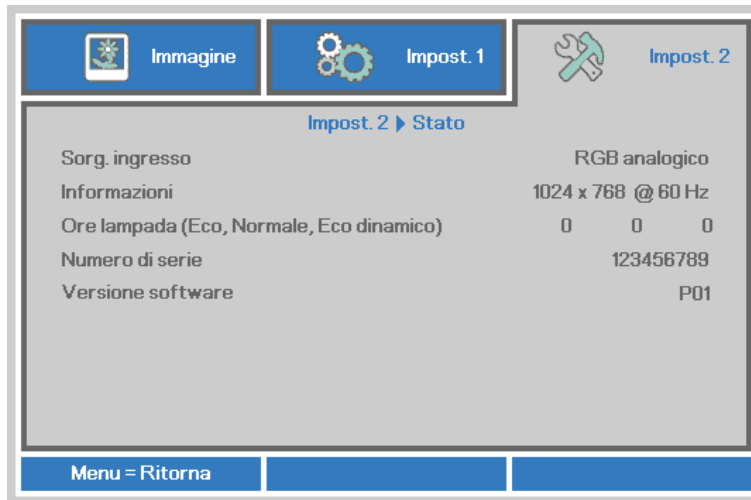 Immagine
Impost. 1
Impost. 2
Impost. 2 ▶ Stato
Sorg. ingresso RGB analogico
Informazioni 1024 x 768 @ 60 Hz
Ore lampada (Eco, Normale, Eco dinamico) 0 0 0
Numero di serie 123456789
Versione software P01
Menu = Ritorna